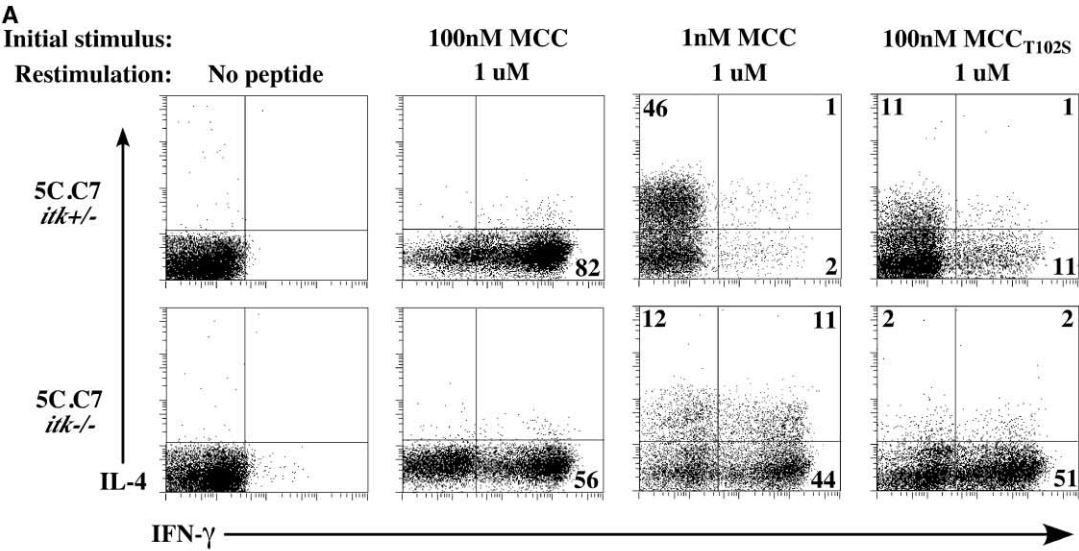 A
Initial stimulus: 100nM MCC 1nM MCC 100nM MCCT102S
Restimulation: No peptide 1 uM 1 uM 1 uM
46 1 11 1
5C.C7
itk+/-
82 2 11
12 11 2 2
5C.C7
itk-/-
IL-4 56 44 51
IFN-γ